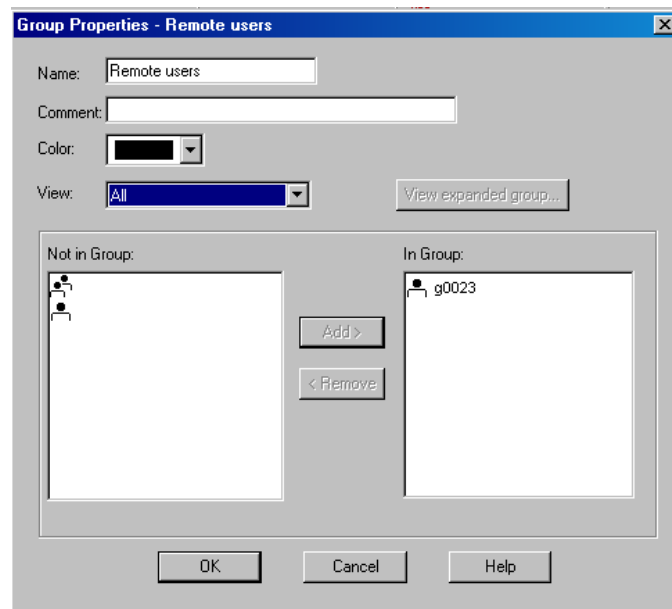 Group Properties - Remote users
Name: Remote users
Comment:
Color:
View: All View expanded group...
Not in Group: In Group:
g0023
Add >
< Remove
OK Cancel Help